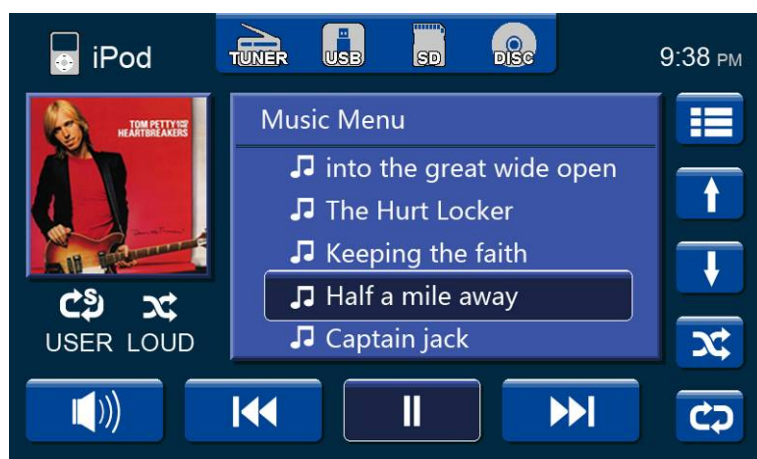 iPod
TUNER USB SD DISC
9:38 PM
TOM PETTY AND THE
HEARTBREAKERS
Music Menu
into the great wide open
The Hurt Locker
Keeping the faith
Half a mile away
Captain jack
S
USER LOUD